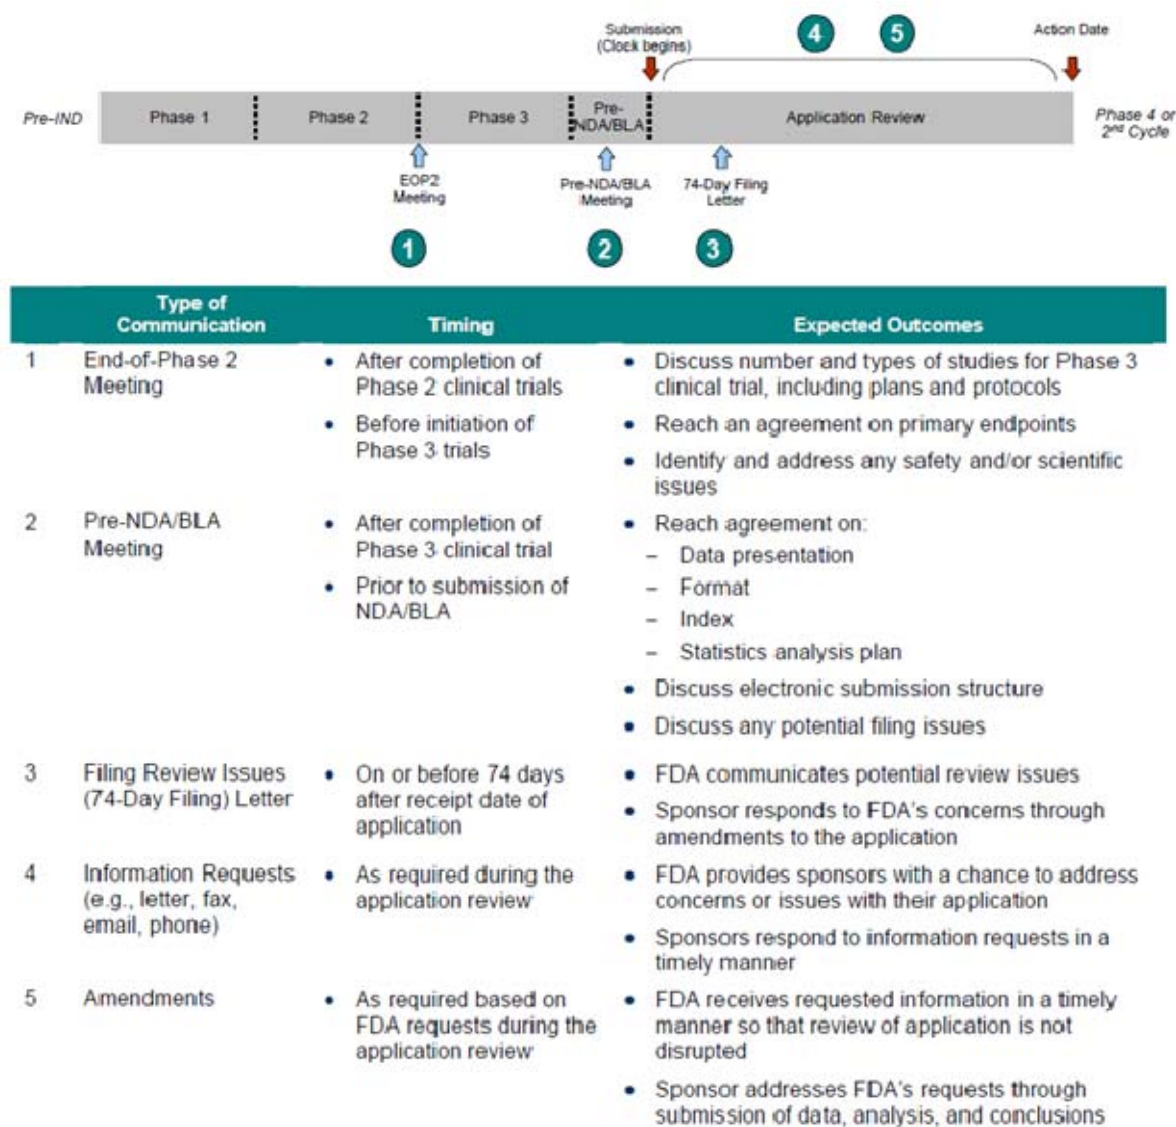 Submission
(Clock begins)
4
5
Action Date
Pre-IND
Phase 1
Phase 2
Phase 3
Pre-
NDA/BLA
Application Review
Phase 4 or
2nd Cycle
EOP2
Meeting
Pre-NDA/BLA
Meeting
74-Day Filing
Letter
1
2
3
Type of
Communication
Timing
Expected Outcomes
1
End-of-Phase 2
Meeting
• After completion of
Phase 2 clinical trials
• Before initiation of
Phase 3 trials
• Discuss number and types of studies for Phase 3
clinical trial, including plans and protocols
• Reach an agreement on primary endpoints
• Identify and address any safety and/or scientific
issues
2
Pre-NDA/BLA
Meeting
• After completion of
Phase 3 clinical trial
• Prior to submission of
NDA/BLA
• Reach agreement on:
– Data presentation
– Format
– Index
– Statistics analysis plan
• Discuss electronic submission structure
• Discuss any potential filing issues
3
Filing Review Issues
(74-Day Filing) Letter
• On or before 74 days
after receipt date of
application
• FDA communicates potential review issues
• Sponsor responds to FDA's concerns through
amendments to the application
4
Information Requests
(e.g., letter, fax,
email, phone)
• As required during the
application review
• FDA provides sponsors with a chance to address
concerns or issues with their application
• Sponsors respond to information requests in a
timely manner
5
Amendments
• As required based on
FDA requests during the
application review
• FDA receives requested information in a timely
manner so that review of application is not
disrupted
• Sponsor addresses FDA's requests through
submission of data, analysis, and conclusions